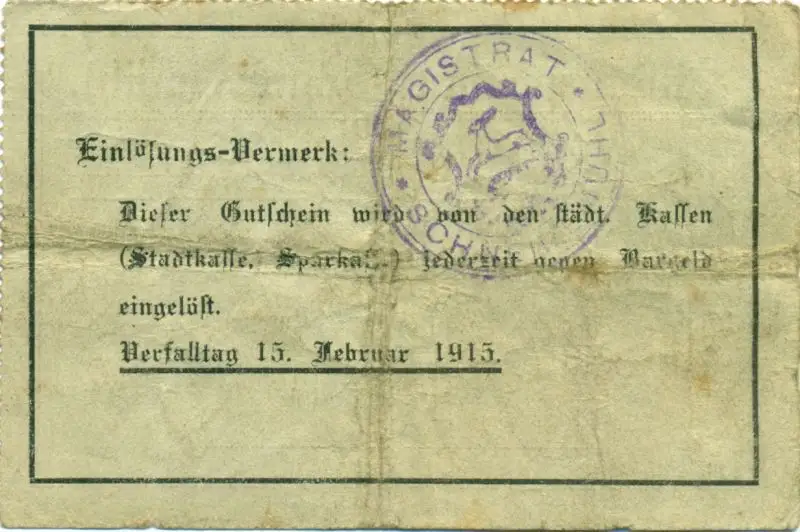 Einlösungs-Vermerk:
Dieser Gutschein wird von den städt. Kassen
(Stadtkasse, Sparkasse) jederzeit gegen Bargeld
eingelöst.
Verfalltag 15. Februar 1915.
* MAGISTRAT *